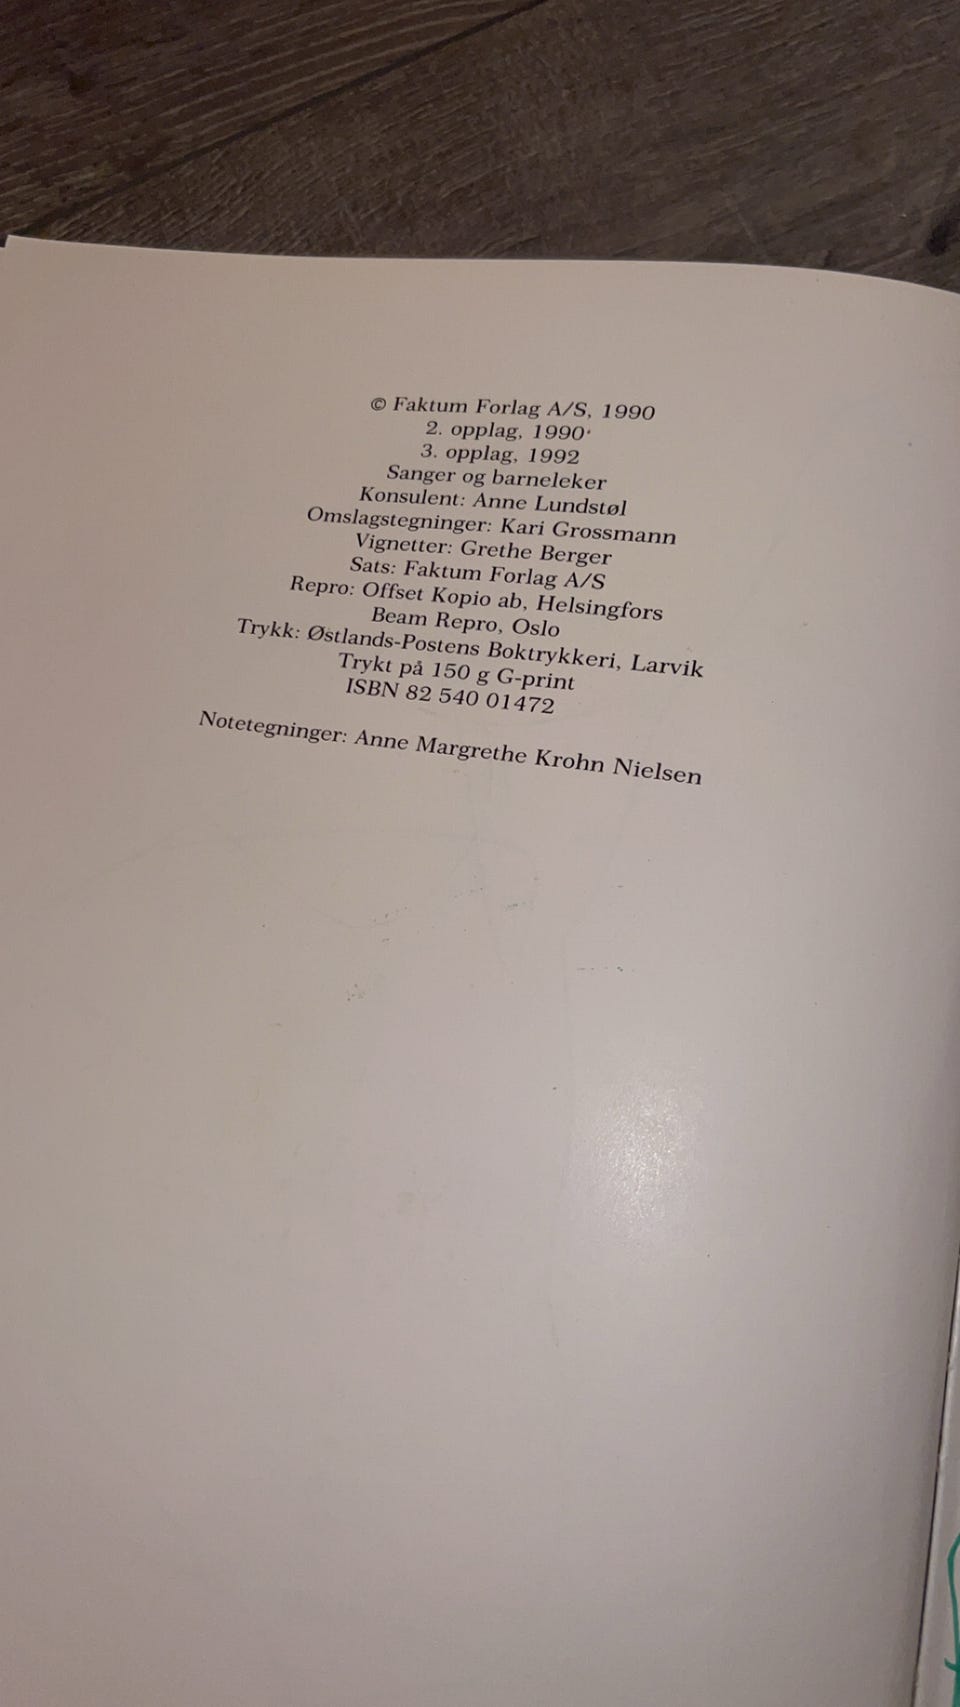 © Faktum Forlag A/S, 1990
2. opplag, 1990
3. opplag, 1992
Sanger og barneleker
Konsulent: Anne Lundstøl
Omslagstegninger: Kari Grossmann
Vignetter: Grethe Berger
Sats: Faktum Forlag A/S
Repro: Offset Kopio ab, Helsingfors
Beam Repro, Oslo
Trykk: Østlands-Postens Boktrykkeri, Larvik
Trykt på 150 g G-print
ISBN 82 540 01472
Notetegninger: Anne Margrethe Krohn Nielsen